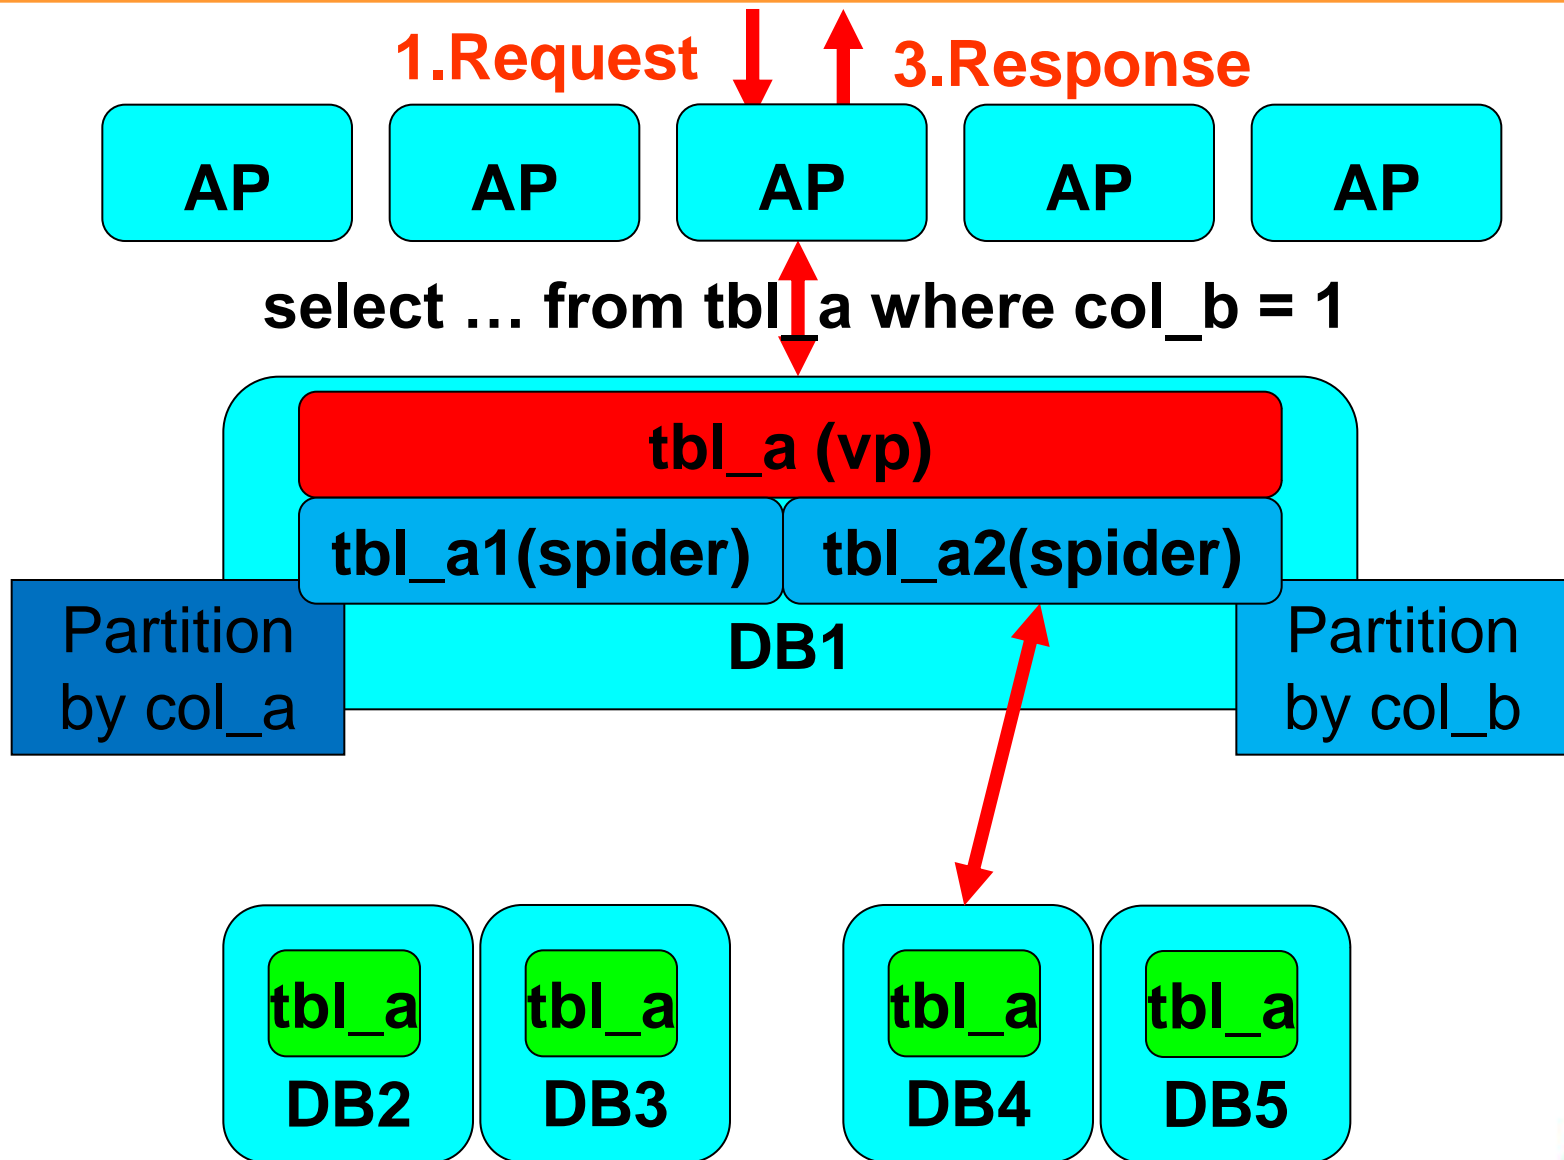 1.Request
3.Response
AP
AP
AP
AP
AP
select … from tbl_a where col_b = 1
tbl_a (vp)
tbl_a1(spider)
tbl_a2(spider)
Partition
by col_a
DB1
Partition
by col_b
tbl_a
DB2
tbl_a
DB3
tbl_a
DB4
tbl_a
DB5